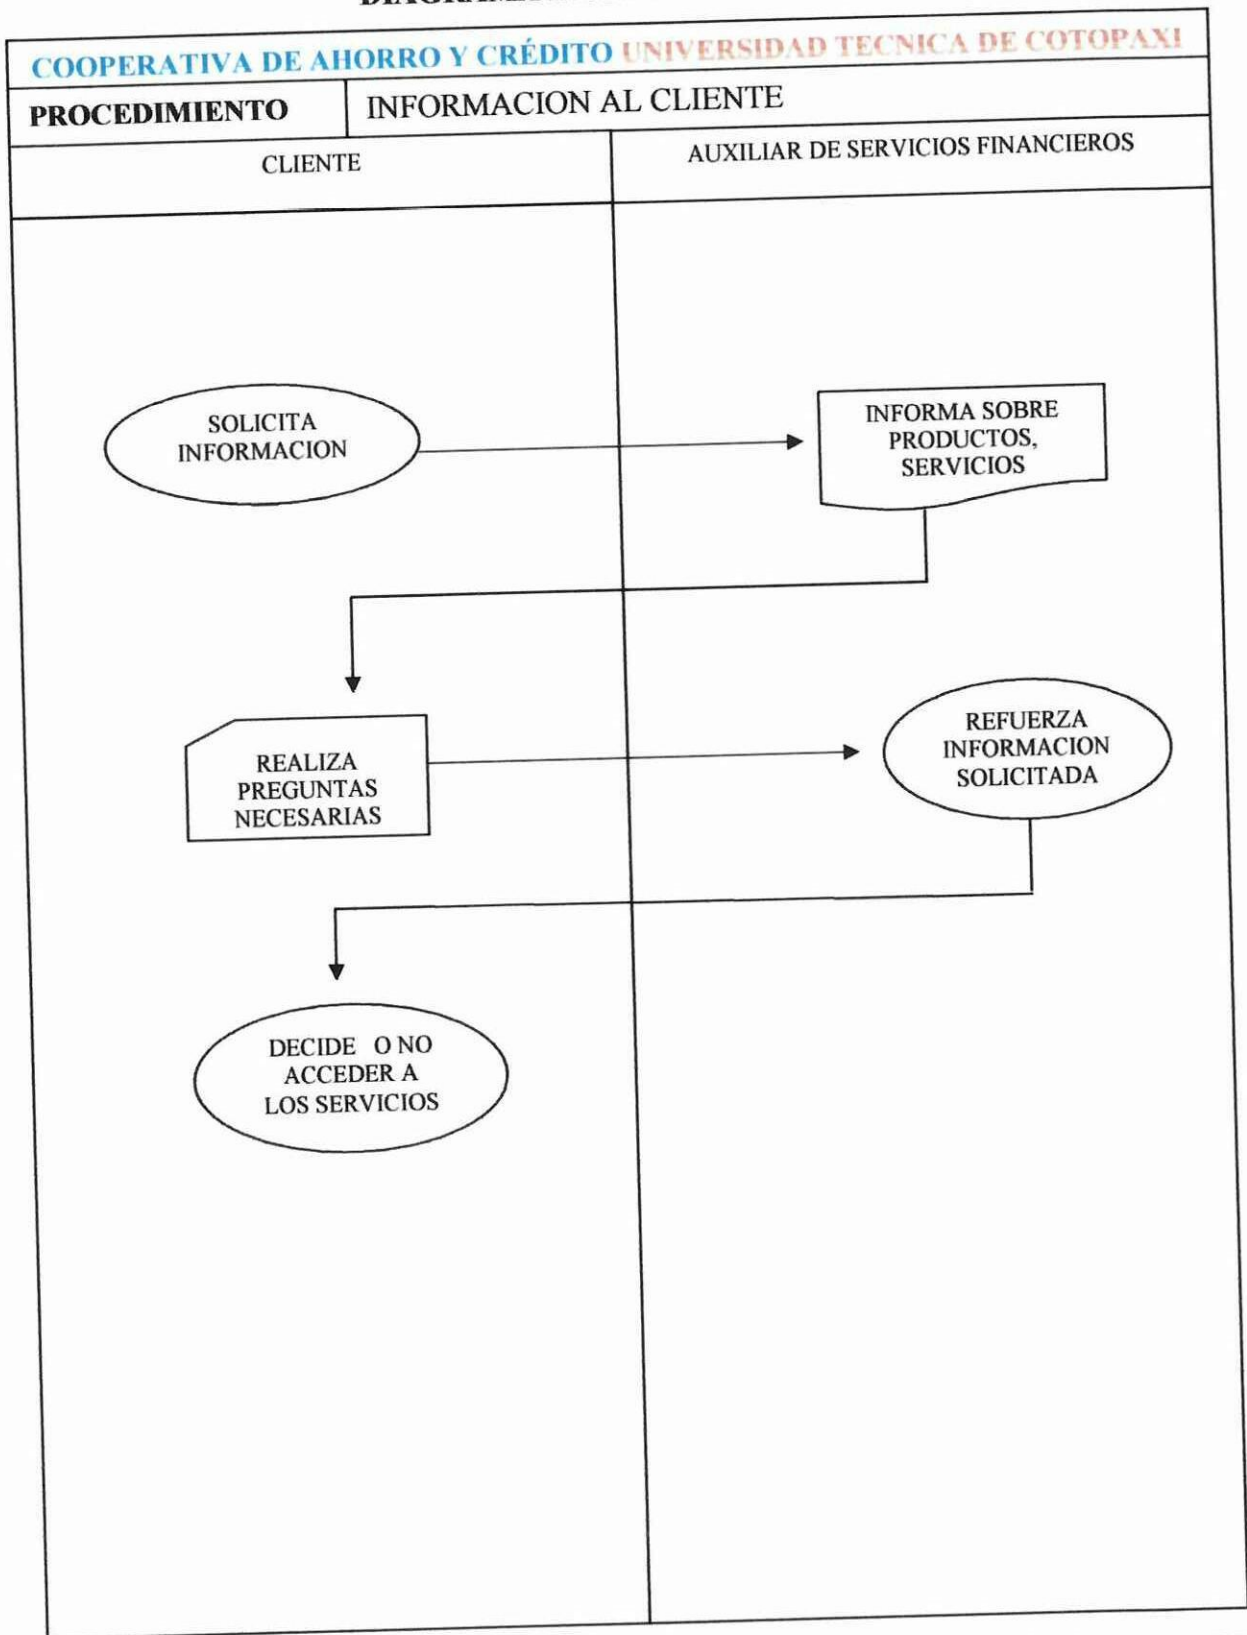 COOPERATIVA DE AHORRO Y CRÉDITO UNIVERSIDAD TECNICA DE COTOPAXI
PROCEDIMIENTO
INFORMACION AL CLIENTE
CLIENTE
AUXILIAR DE SERVICIOS FINANCIEROS
SOLICITA
INFORMACION
INFORMA SOBRE
PRODUCTOS,
SERVICIOS
REALIZA
PREGUNTAS
NECESARIAS
REFUERZA
INFORMACION
SOLICITADA
DECIDE O NO
ACCEDER A
LOS SERVICIOS